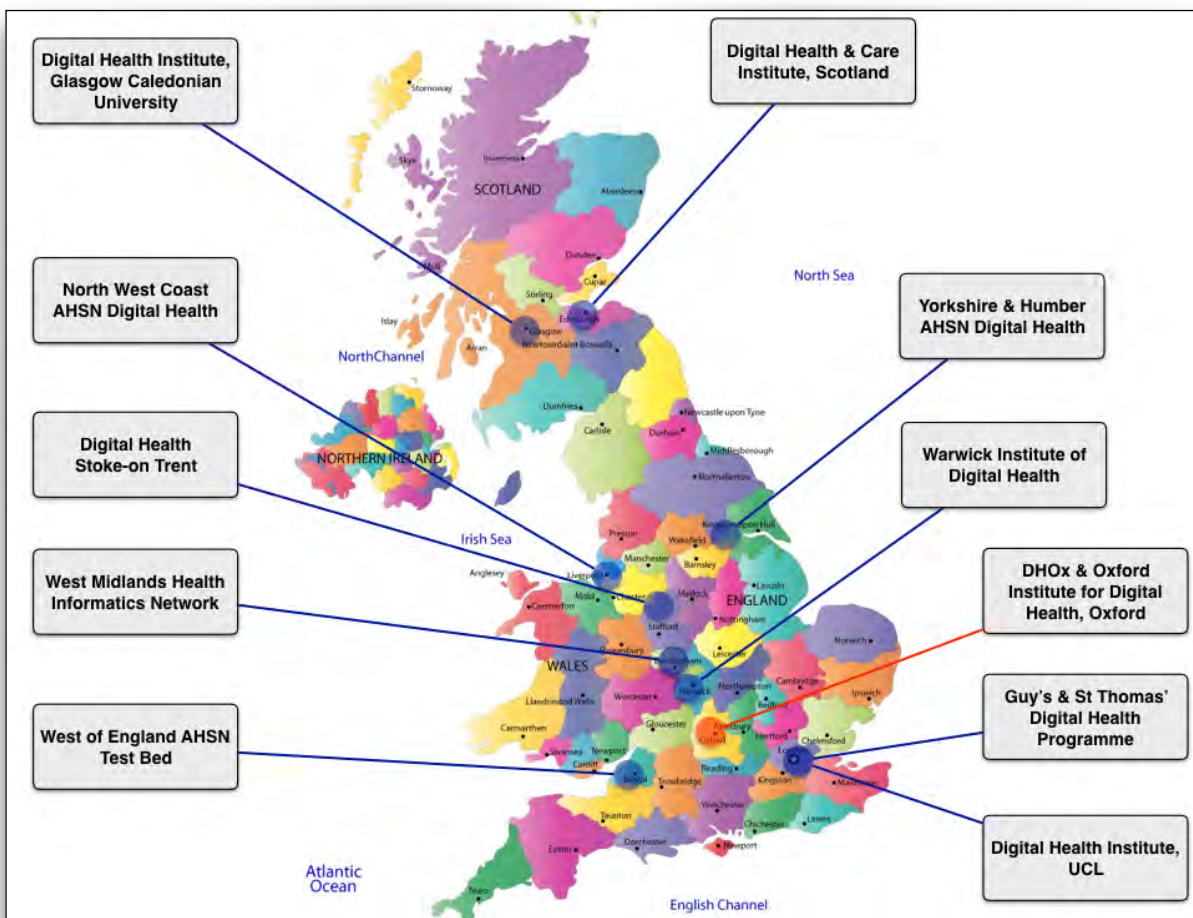 Digital Health Institute,
Glasgow Caledonian
University
Digital Health & Care
Institute, Scotland
North West Coast
AHSN Digital Health
Yorkshire & Humber
AHSN Digital Health
Digital Health
Stoke-on Trent
Warwick Institute of
Digital Health
West Midlands Health
Informatics Network
DHOx & Oxford
Institute for Digital
Health, Oxford
West of England AHSN
Test Bed
Guy's & St Thomas'
Digital Health
Programme
Digital Health Institute,
UCL
Stornoway
Skye
Inverness
SCOTLAND
Aberdeen
Mull
Dundee
Cupar
Stirling
North Sea
Islay
Glasgow
Edinburgh
Arran
Newtown Saint Boswells
NorthChannel
Dumfries
Newcastle upon Tyne
Carlisle
Durham
Middlesborough
NORTHERN IRELAND
Northallerton
Irish Sea
Preston
Wakefield
Kingston upon Hull
Manchester
Barnsley
Anglesey
Liverpool
Lincoln
Caernarfon
Mold
Chester
Matlock
ENGLAND
Nottingham
Stafford
Norwich
Shrewsbury
Leicester
WALES
Birmingham
Cambridge
Llandrindod Wells
Worcester
Warwick
Northampton
Bedford
Ipswich
Carmarthen
Gloucester
Oxford
Aylesbury
Hertford
Chelmsford
Swansea
Newport
Cardiff
Bristol
Reading
Kingston
Trowbridge
Maidstone
Winchester
Taunton
Chichester
Lewes
Exeter
Dorchester
Newport
Truro
Atlantic
Ocean
English Channel